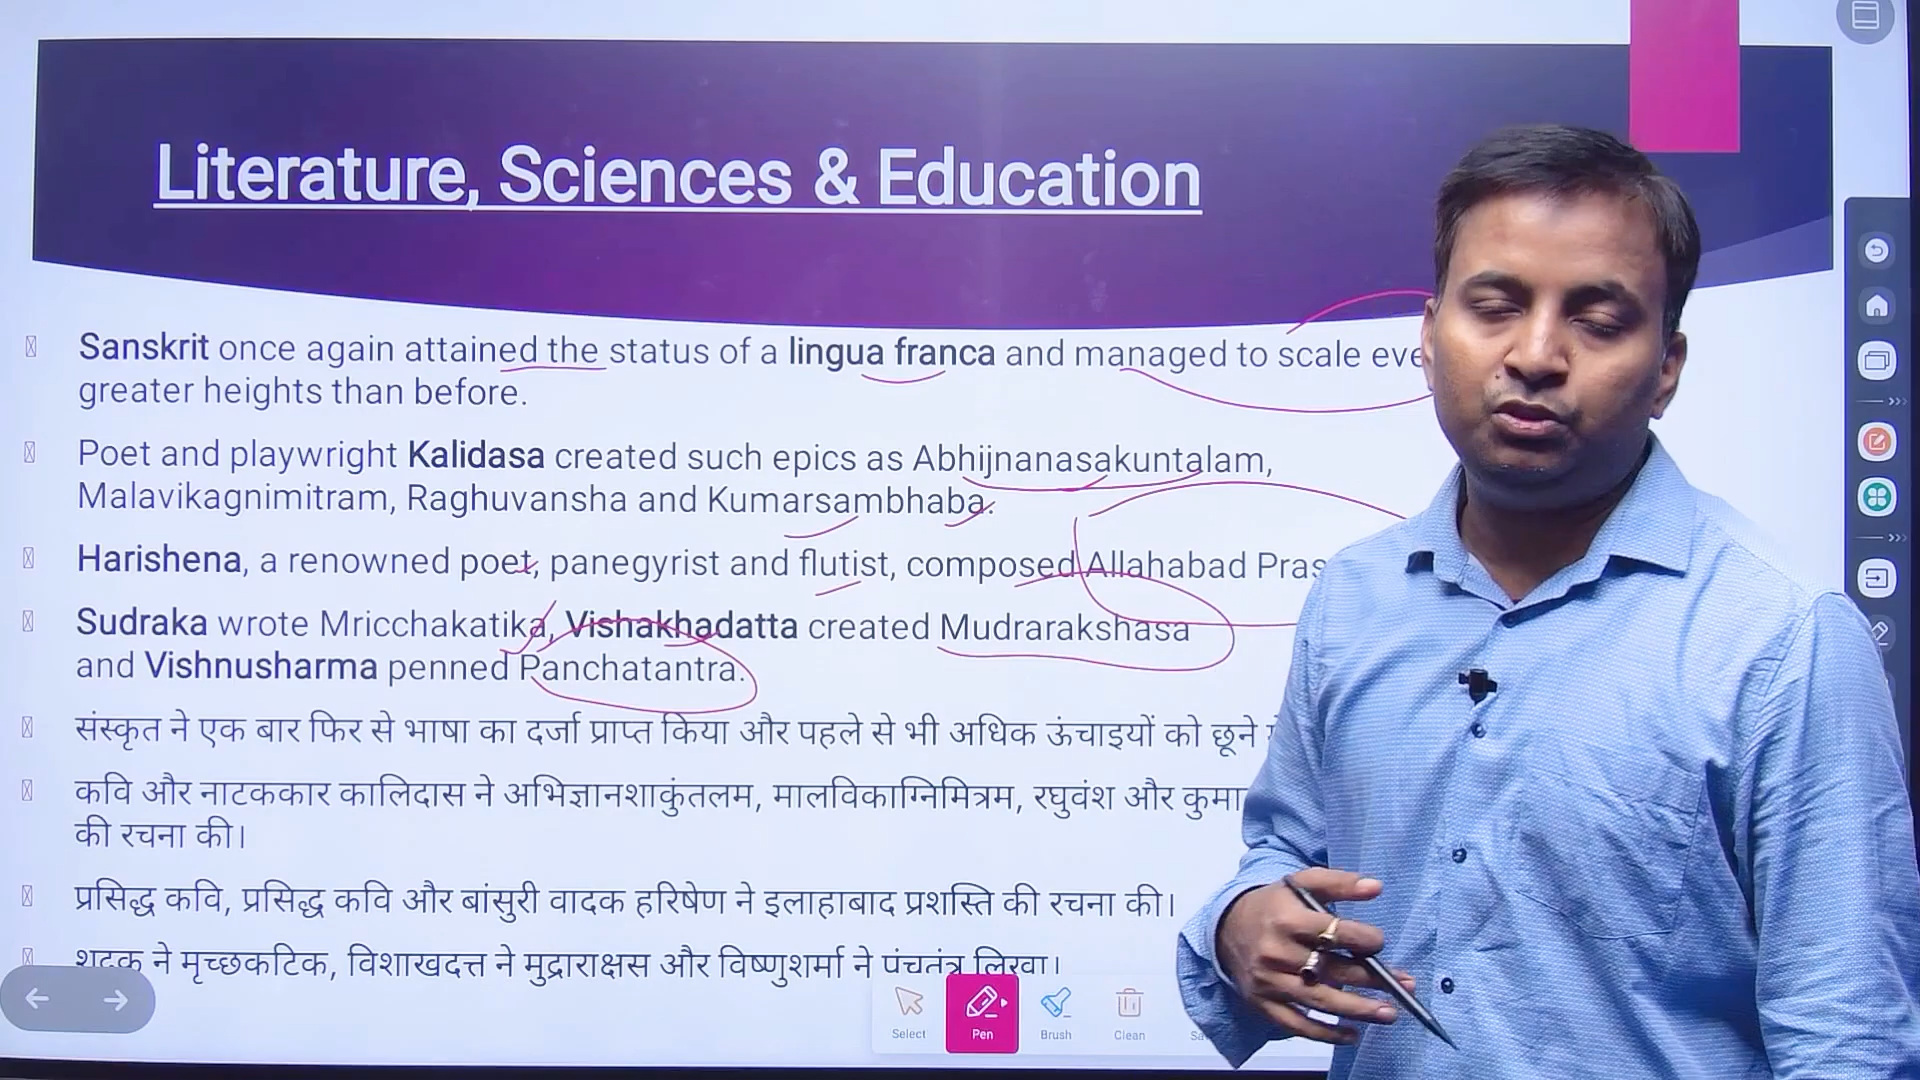 Literature, Sciences & Education
Sanskrit once again attained the status of a lingua franca and managed to scale
greater heights than before.
Poet and playwright Kalidasa created such epics as Abhijnanasakuntalam,
Malavikagnimitram, Raghuvansha and Kumarsambhaba.
Harishena, a renowned poet, panegyrist and flutist, composed Allahabad
Sudraka wrote Mricchakatika, Vishakhadatta created Mudrarakshasa
and Vishnusharma penned Panchatantra.
संस्कृत ने एक बार फिर से भाषा का दर्जा प्राप्त किया और पहले से भी अधिक ऊंचाइयों को छूने
कवि और नाटककार कालिदास ने अभिज्ञानशाकुंतलम, मालविकाग्निमित्रम, रघुवंश और
की रचना की।
प्रसिद्ध कवि, प्रसिद्ध कवि और बांसुरी वादक हरिषेण ने इलाहाबाद प्रशस्ति की रचना की।
शूद्रक ने मृच्छकटिक, विशाखदत्त ने मुद्राराक्षस और विष्णुशर्मा ने पंचतंत्र लिखा।
Select Pen Brush Clean